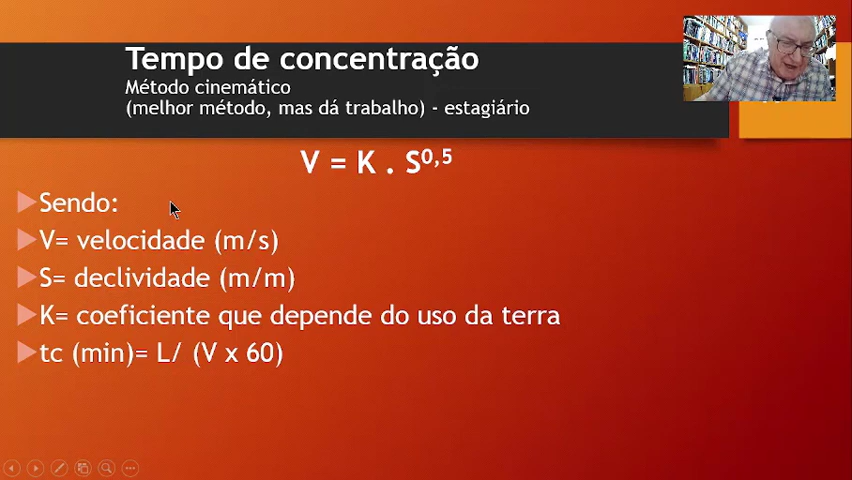 Tempo de concentração
Método cinemático
(melhor método, mas dá trabalho) - estagiário
V = K . S^0,5
Sendo:
V= velocidade (m/s)
S= declividade (m/m)
K= coeficiente que depende do uso da terra
tc (min)= L/ (V x 60)